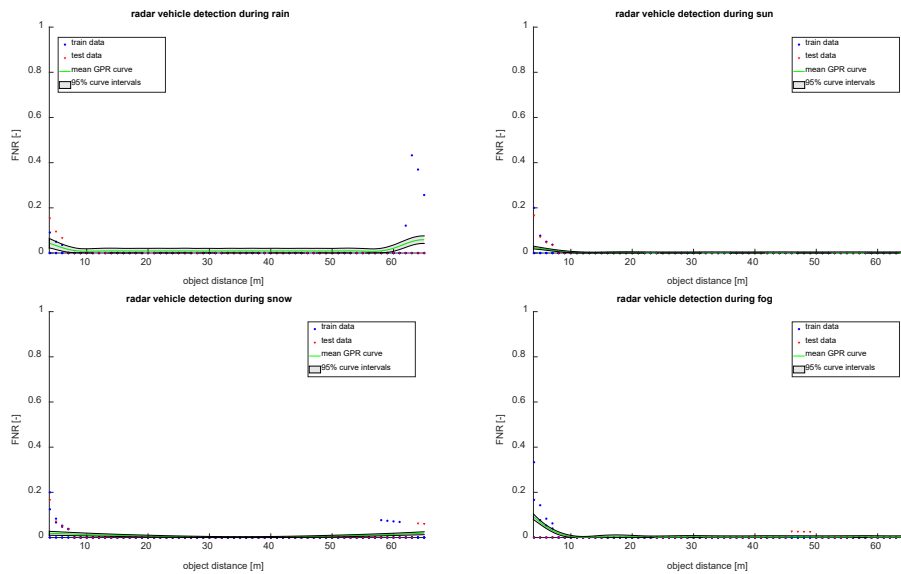 radar vehicle detection during rain
1
train data
test data
mean GPR curve
95% curve intervals
0.8
0.6
FNR [-]
0.4
0.2
0
10
20
30
40
50
60
object distance [m]
radar vehicle detection during sun
1
train data
test data
mean GPR curve
95% curve intervals
0.8
0.6
FNR [-]
0.4
0.2
0
10
20
30
40
50
60
object distance [m]
radar vehicle detection during snow
1
train data
test data
mean GPR curve
95% curve intervals
0.8
0.6
FNR [-]
0.4
0.2
0
10
20
30
40
50
60
object distance [m]
radar vehicle detection during fog
1
train data
test data
mean GPR curve
95% curve intervals
0.8
0.6
FNR [-]
0.4
0.2
0
10
20
30
40
50
60
object distance [m]